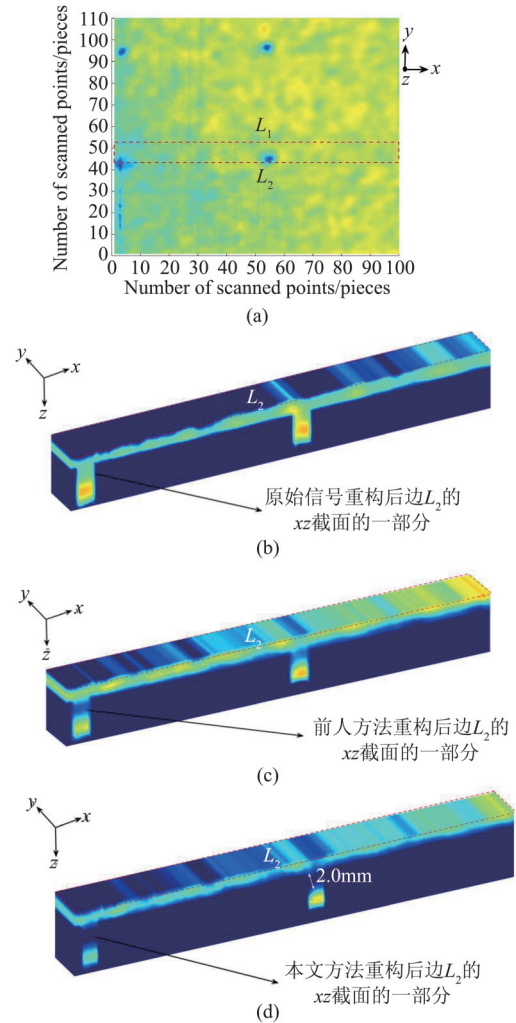 110
100
90
80
70
60
50
40
30
20
10
0
Number of scanned points/pieces
L1
L2
y
x
z
0 10 20 30 40 50 60 70 80 90 100
Number of scanned points/pieces
(a)
y
x
z
L2
原始信号重构后边L2的
xz截面的一部分
(b)
y
x
z
L2
前人方法重构后边L2的
xz截面的一部分
(c)
y
x
z
L2
2.0mm
本文方法重构后边L2的
xz截面的一部分
(d)